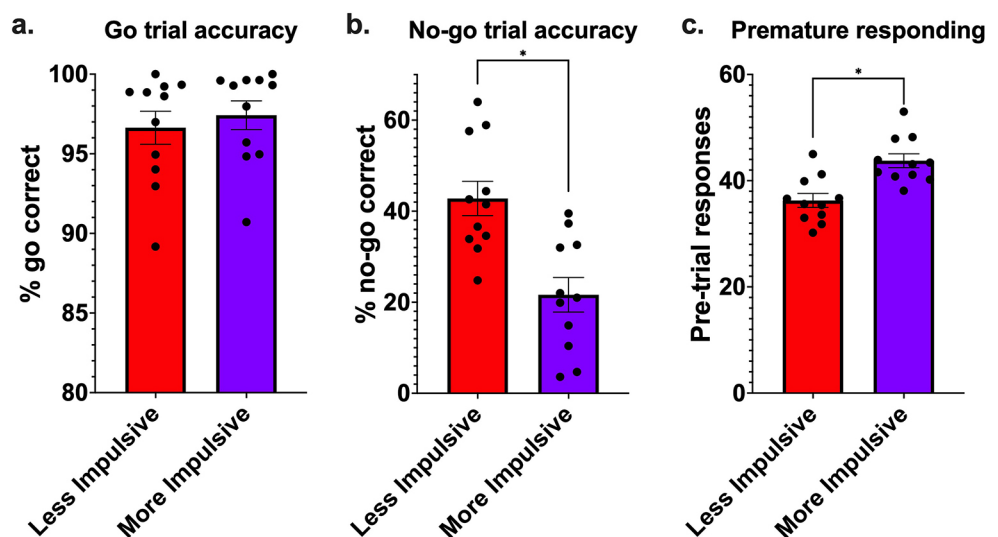 a. Go trial accuracy
% go correct
100
95
90
85
80
Less Impulsive
More Impulsive
b. No-go trial accuracy
*
% no-go correct
60
40
20
0
Less Impulsive
More Impulsive
c. Premature responding
*
Pre-trial responses
60
40
20
0
Less Impulsive
More Impulsive